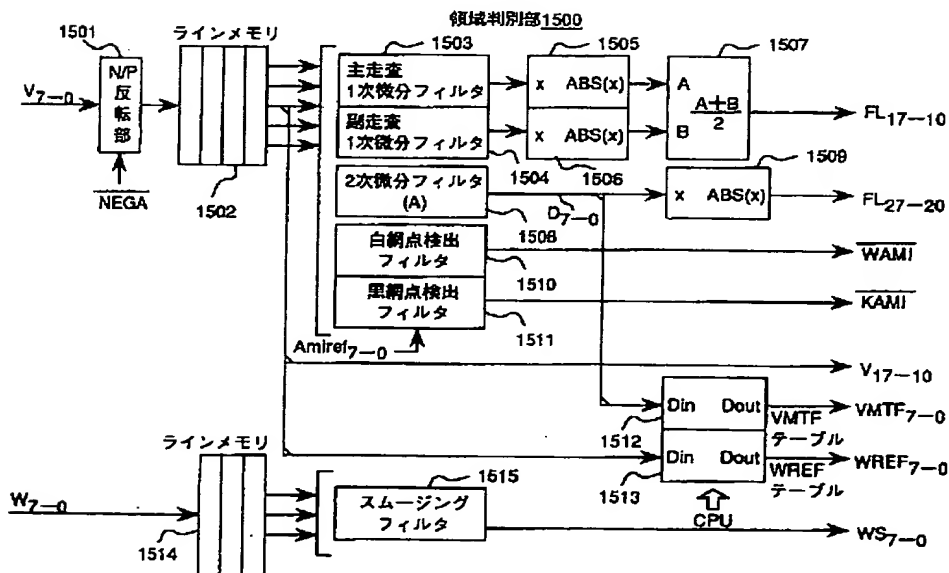 領域判別部1500
1501
ラインメモリ
1503
1505
1507
N/P
反転部
V7-0
NEGA
1502
主走査
1次微分フィルタ
副走査
1次微分フィルタ
1504
x ABS(x)
x ABS(x)
1506
A
B
A+B
2
FL17-10
1509
2次微分フィルタ
(A)
1508
D7-0
x ABS(x)
FL27-20
白網点検出
フィルタ
1510
WAMI
黒網点検出
フィルタ
1511
KAMI
Amiref7-0
V17-10
Din Dout
1512
VMTF
テーブル
VMTF7-0
Din Dout
1513
WREF
テーブル
WREF7-0
CPU
ラインメモリ
W7-0
1514
1515
スムージング
フィルタ
WS7-0